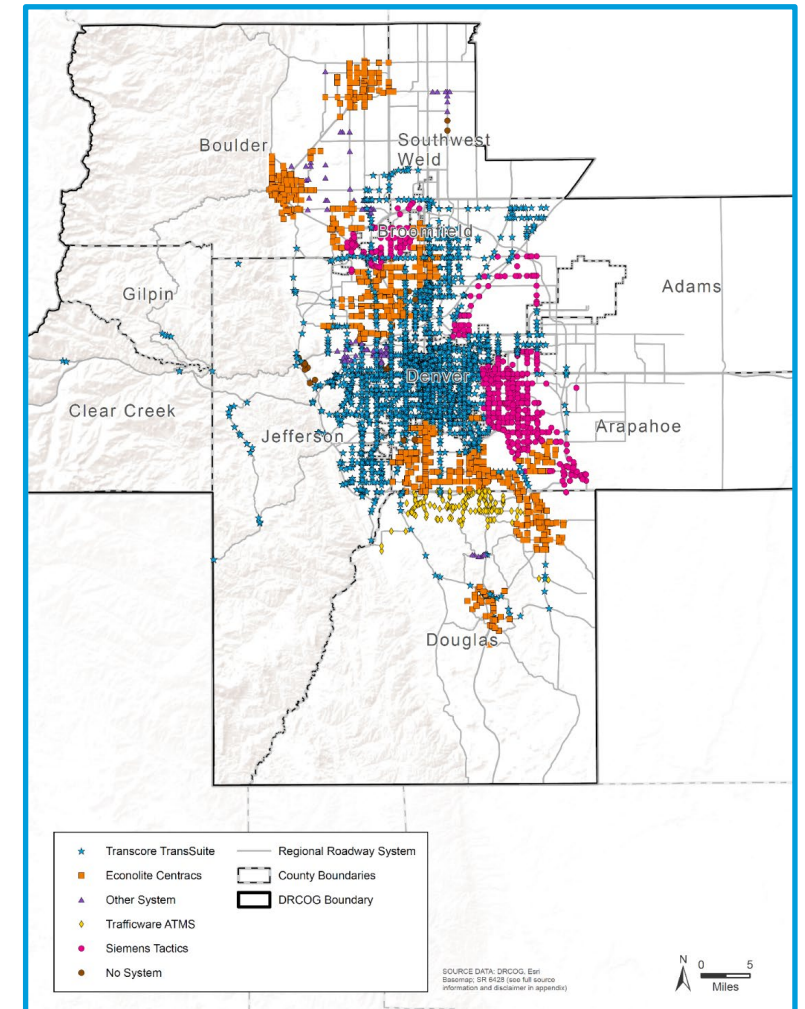 Boulder
Southwest
Weld
Broomfield
Gilpin
Adams
Denver
Clear Creek
Jefferson
Arapahoe
Douglas
Transcore TransSuite
Econolite Centracs
Other System
Trafficware ATMS
Siemens Tactics
No System
Regional Roadway System
County Boundaries
DRCOG Boundary
SOURCE DATA: DRCOG, Esri
Basemap; SR 6428 (see full source
information and disclaimer in appendix)
N
0 5
Miles